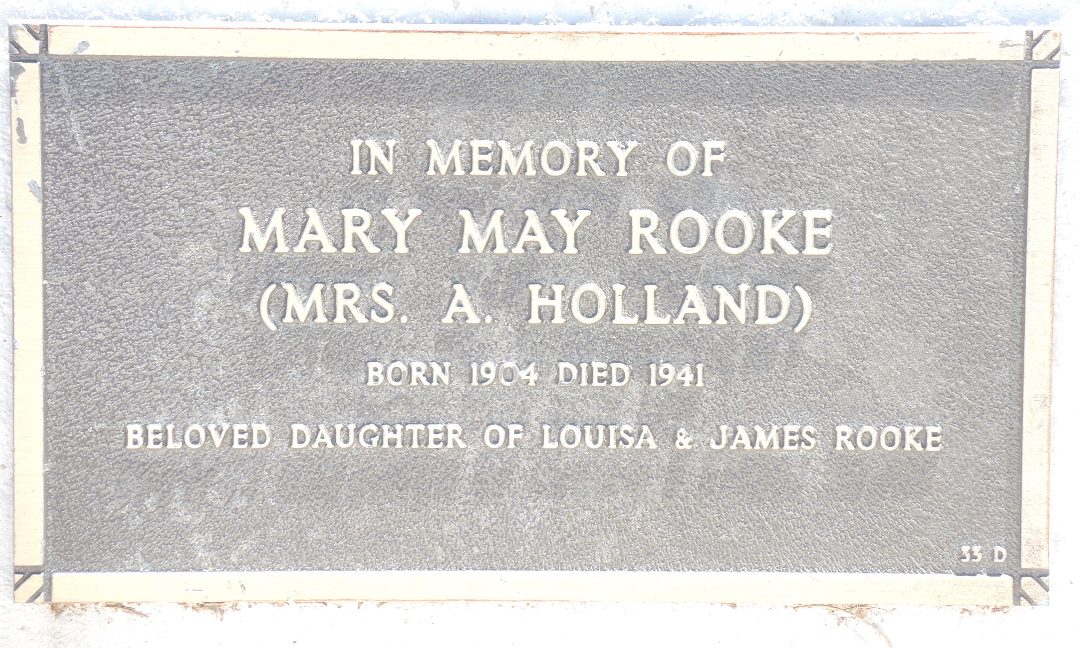 IN MEMORY OF
MARY MAY ROOKE
(MRS. A. HOLLAND)
BORN 1904 DIED 1941
BELOVED DAUGHTER OF LOUISA & JAMES ROOKE
33 D